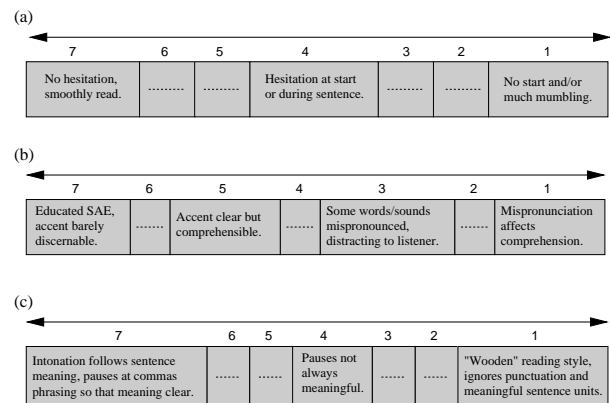 (a)
7 6 5 4 3 2 1
No hesitation, Hesitation at start No start and/or
smoothly read. ......... ......... or during sentence. ......... ......... much mumbling.
(b)
7 6 5 4 3 2 1
Educated SAE, Some words/sounds Mispronunciation
accent barely ....... Accent clear but ....... mispronounced, ....... affects
discernable. comprehensible. distracting to listener. comprehension.
(c)
7 6 5 4 3 2 1
Intonation follows sentence Pauses not "Wooden" reading style,
meaning, pauses at commas ...... ...... always ...... ...... ignores punctuation and
phrasing so that meaning clear. meaningful. meaningful sentence units.